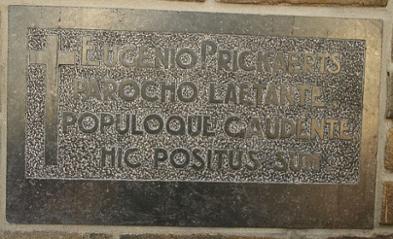 EUGENIO PRICKAERTS
PAROCHO LAETANTE
POPULOQUE GAUDENTE
HIC POSITUS SUM